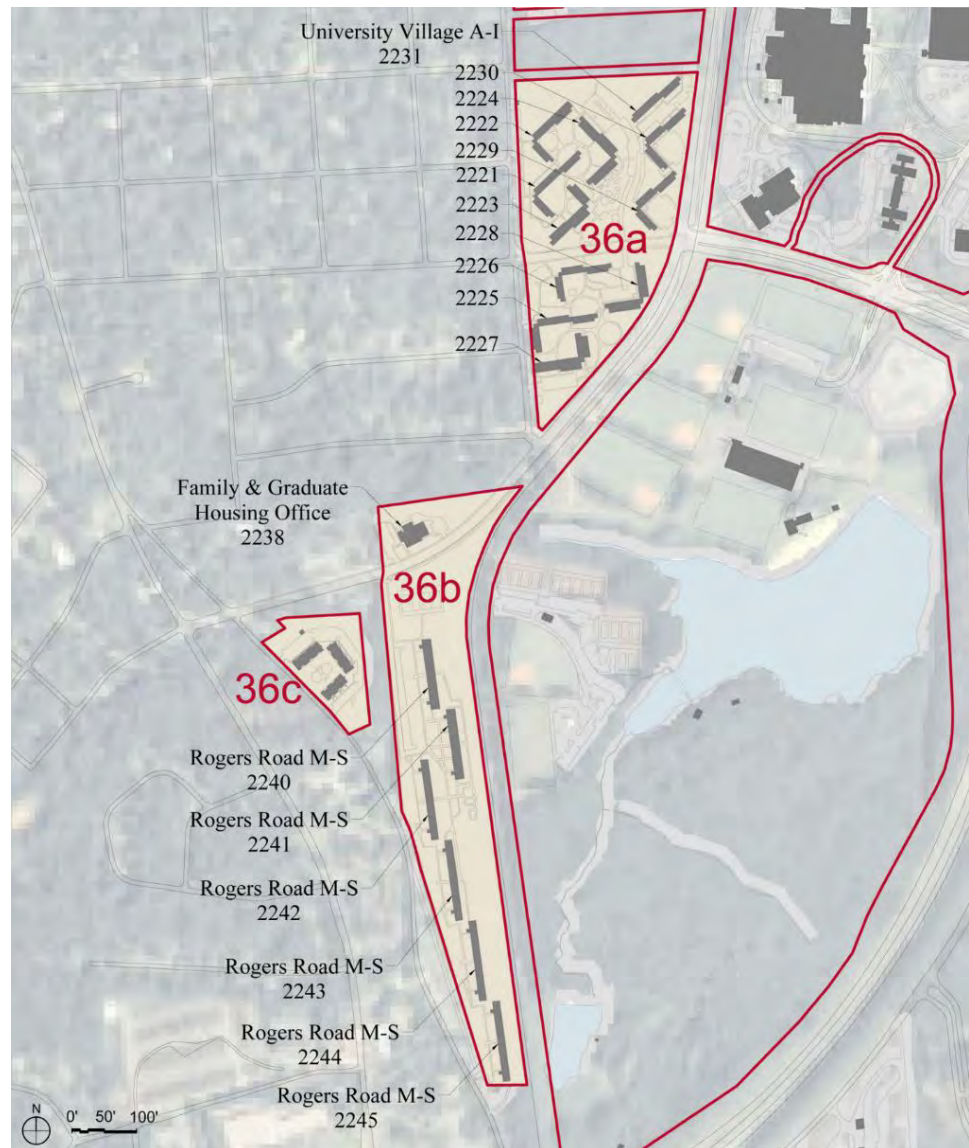 University Village A-I
2231
2230
2224
2222
2229
2221
2223
2228
2226
2225
2227
36a
Family & Graduate
Housing Office
2238
36b
36c
Rogers Road M-S
2240
Rogers Road M-S
2241
Rogers Road M-S
2242
Rogers Road M-S
2243
Rogers Road M-S
2244
Rogers Road M-S
2245
N 0' 50' 100'